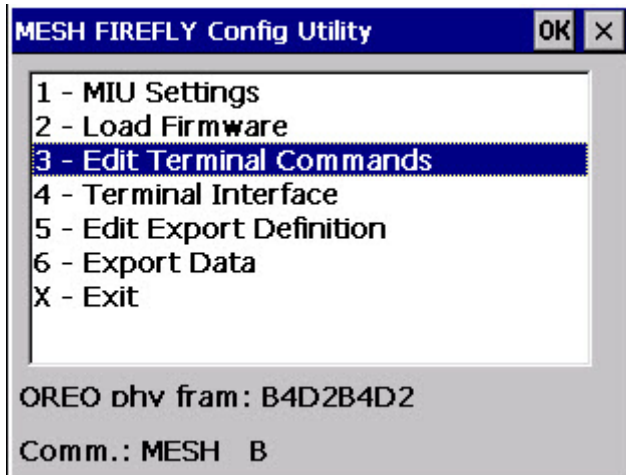 MESH FIREFLY Config Utility OK ×
1 - MIU Settings
2 - Load Firmware
3 - Edit Terminal Commands
4 - Terminal Interface
5 - Edit Export Definition
6 - Export Data
X - Exit
OREO phy fram: B4D2B4D2
Comm.: MESH B